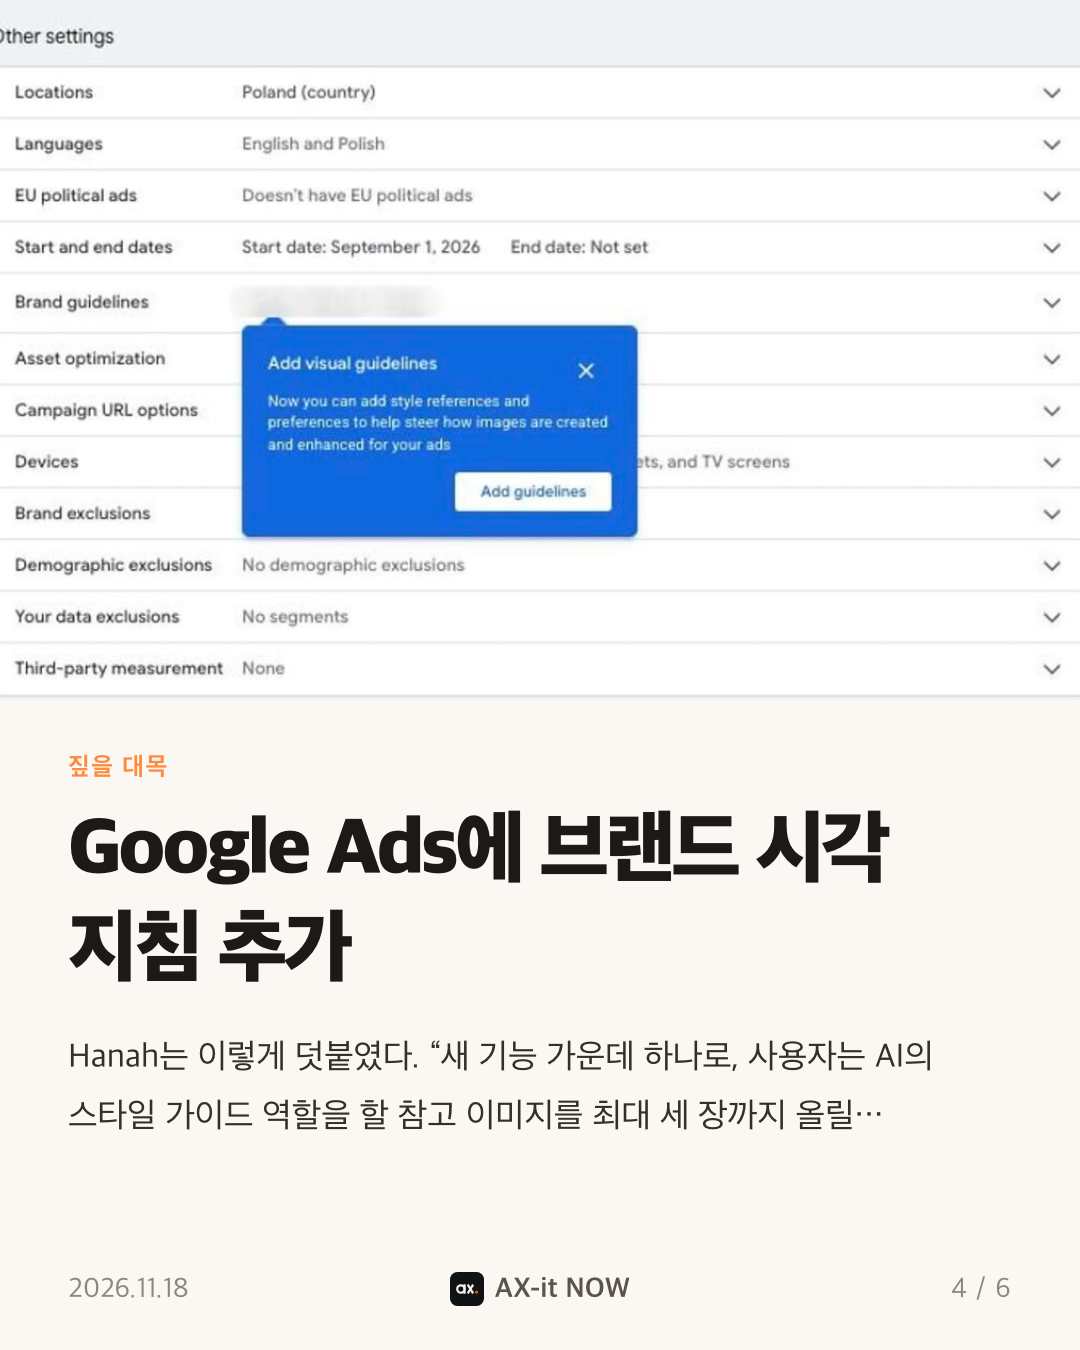 Other settings
Locations Poland (country)
Languages English and Polish
EU political ads Doesn't have EU political ads
Start and end dates Start date: September 1, 2026 End date: Not set
Brand guidelines
Add visual guidelines
Now you can add style references and
preferences to help steer how images are created
and enhanced for your ads
Add guidelines
Asset optimization
Campaign URL options
Devices ets, and TV screens
Brand exclusions
Demographic exclusions No demographic exclusions
Your data exclusions No segments
Third-party measurement None
짚을 대목
Google Ads에 브랜드 시각
지침 추가
Hanah는 이렇게 덧붙였다. “새 기능 가운데 하나로, 사용자는 AI의
스타일 가이드 역할을 할 참고 이미지를 최대 세 장까지 올릴…
2026.11.18
ax. AX-it NOW
4 / 6